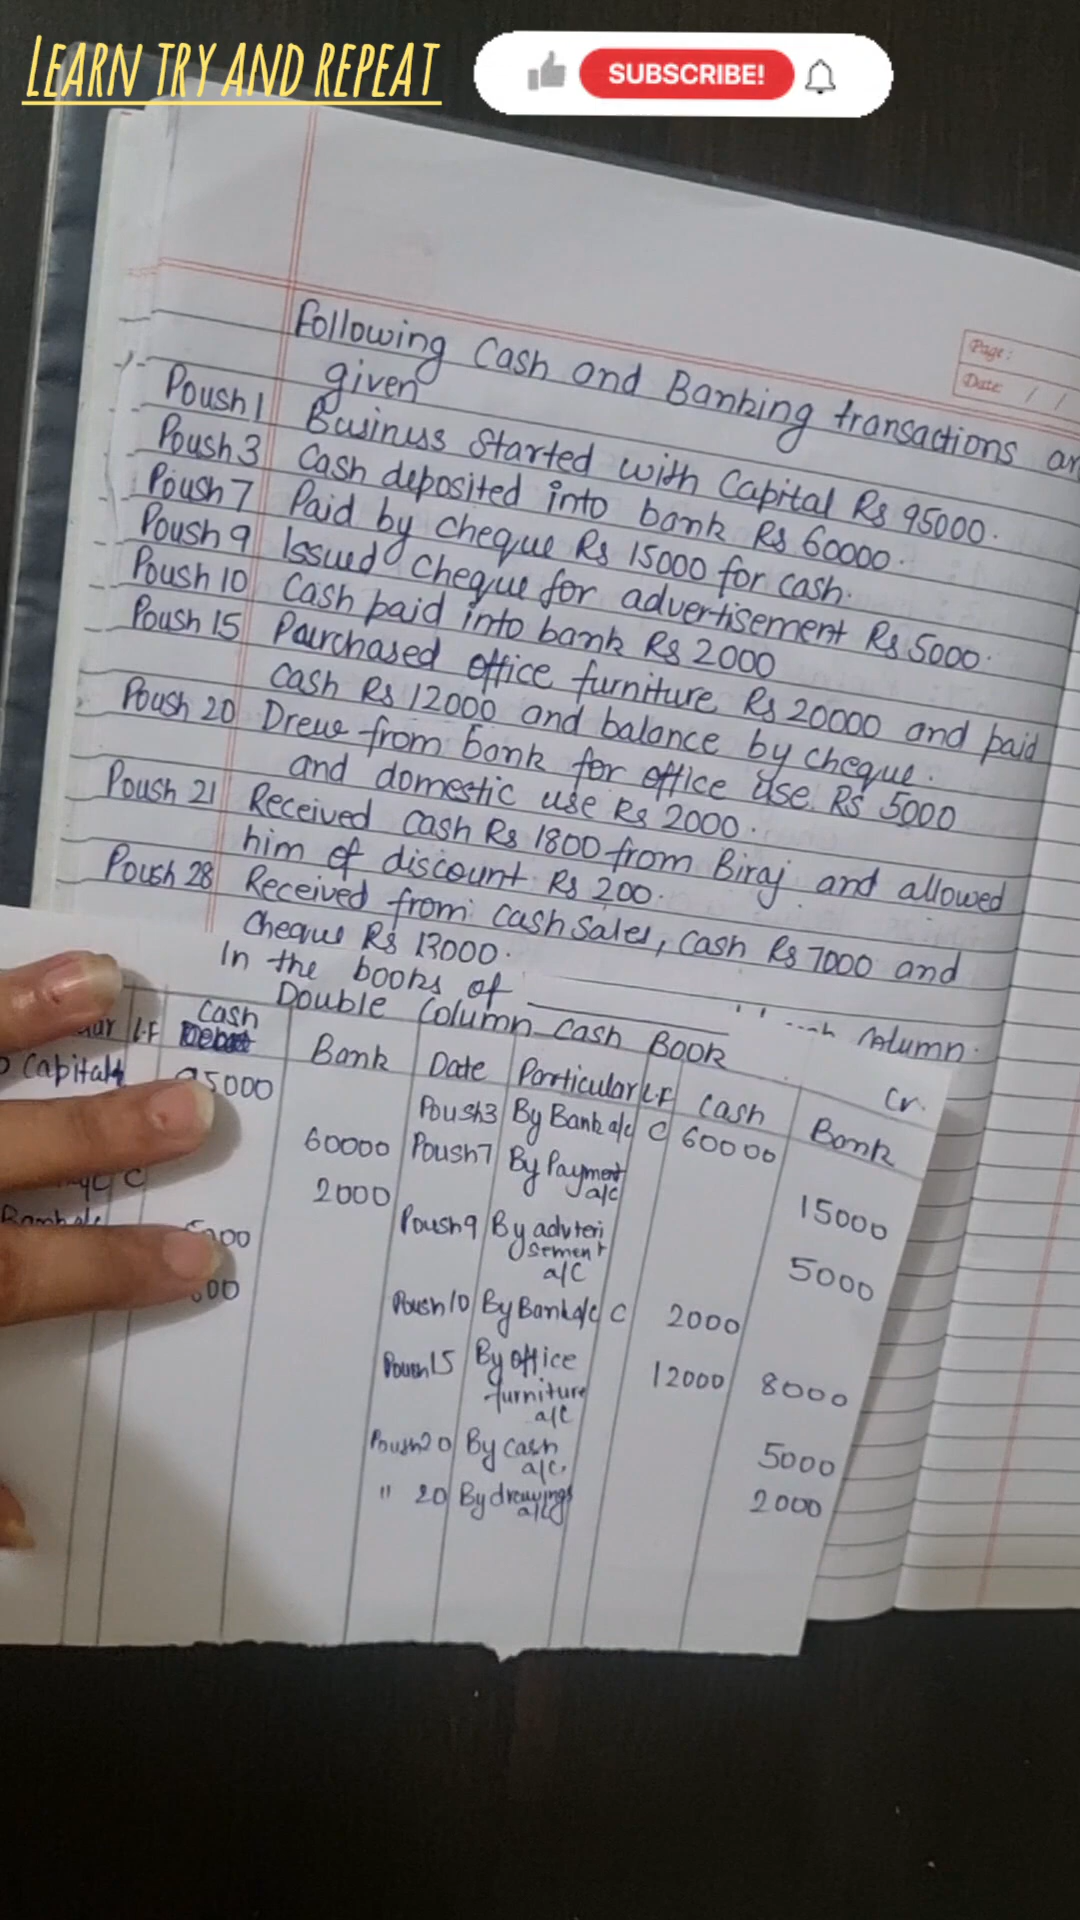 LEARN TRY AND REPEAT
SUBSCRIBE!
Page:
Date: / /
Following Cash and Banking transactions
given
Poush 1 Business Started with Capital Rs 95000.
Poush 3 Cash deposited into bank Rs 60000.
Poush 7 Paid by cheque Rs 15000 for cash.
Poush 9 Issued cheque for advertisement Rs 5000.
Poush 10 Cash paid into bank Rs 2000
Poush 15 Purchased office furniture Rs 20000 and paid
cash Rs 12000 and balance by cheque.
Poush 20 Drew from bank for office use Rs 5000
and domestic use Rs 2000.
Poush 21 Received cash Rs 1800 from Biraj and allowed
him of discount Rs 200.
Poush 28 Received from cash sales, cash Rs 7000 and
cheque Rs 13000.
Column.
In the books of
Double Column Cash Book
Cr.
L.F Cash Bank Date Particular L.F Cash Bank
Capital 95000 Poush3 By Bank a/c C 60000
60000 Poush7 By Payment a/c 15000
C 2000 Poush9 By adverti
sement
a/c 5000
Poush10 By Bank a/c C 2000
Poush15 By office
furniture
a/c 12000 8000
Poush20 By cash
a/c. 5000
" 20 By drawings
a/c 2000